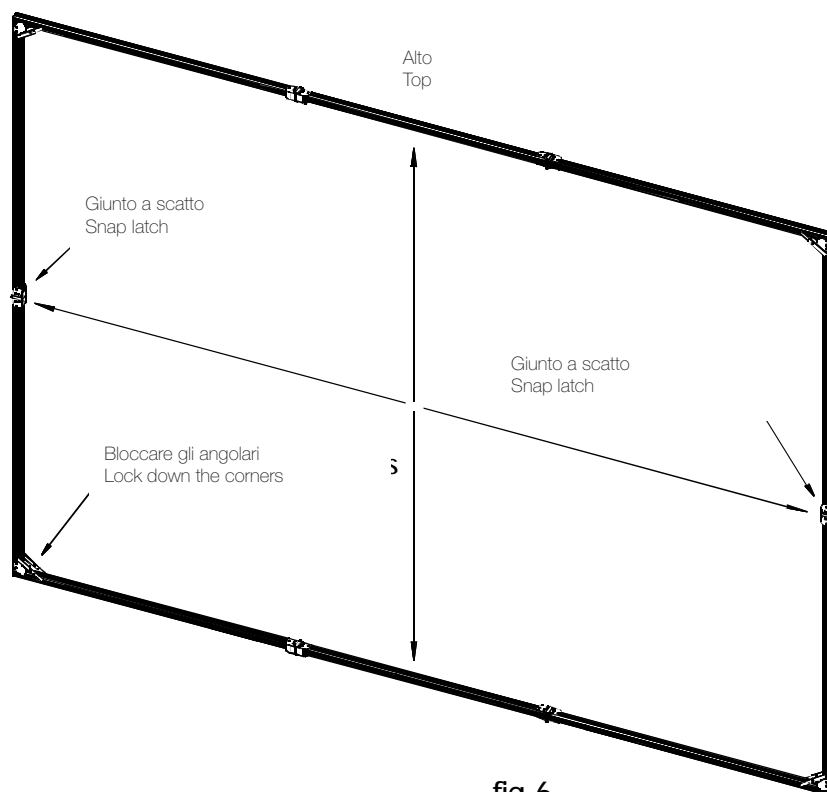 Alto
Top
Giunto a scatto
Snap latch
Giunto a scatto
Snap latch
Bloccare gli angolari
Lock down the corners
s
fig. 6